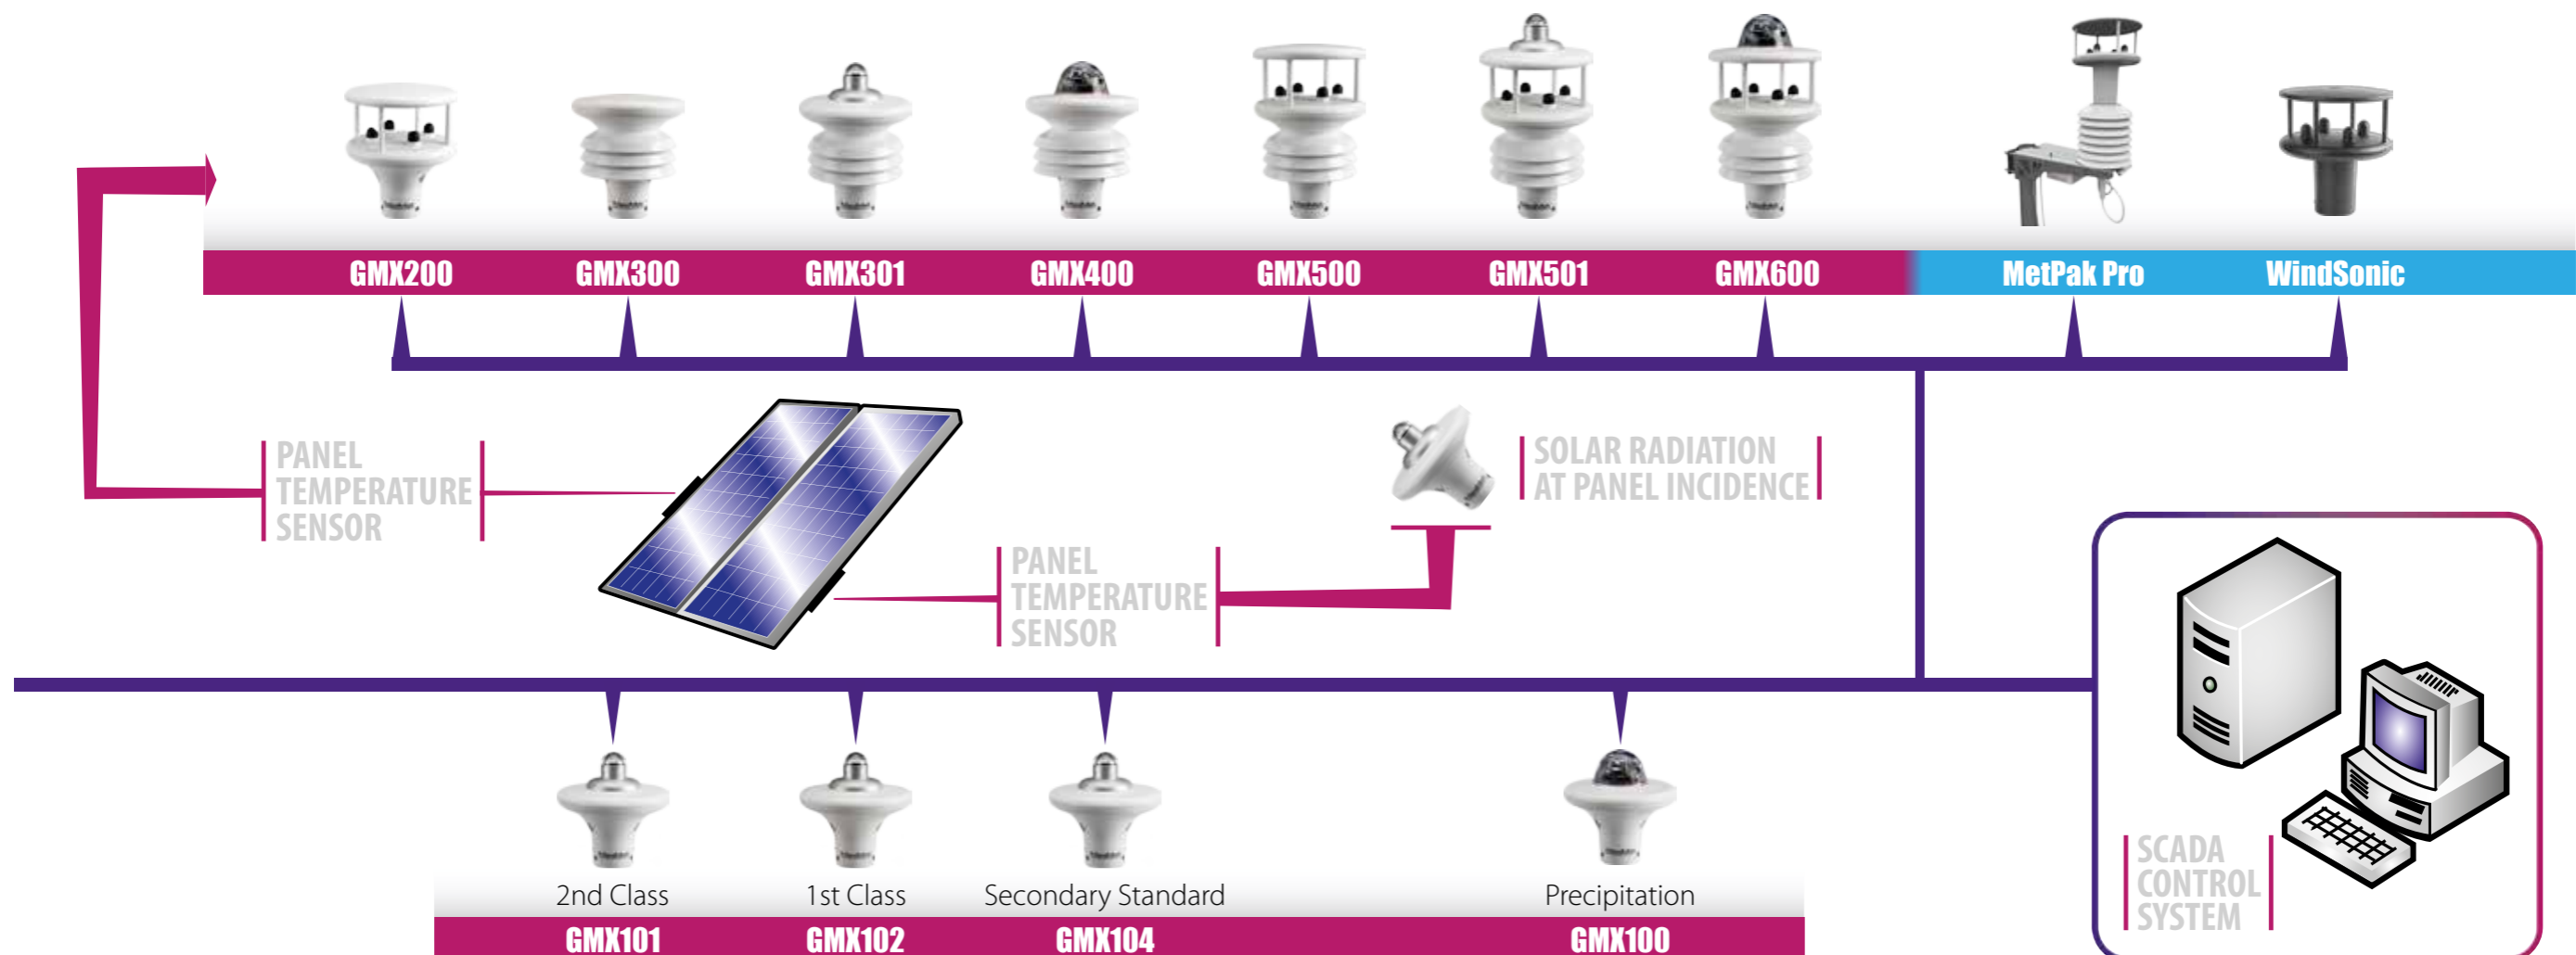 GMX200
GMX300
GMX301
GMX400
GMX500
GMX501
GMX600
MetPak Pro
WindSonic
PANEL
TEMPERATURE
SENSOR
SOLAR RADIATION
AT PANEL INCIDENCE
PANEL
TEMPERATURE
SENSOR
SCADA
CONTROL
SYSTEM
2nd Class
1st Class
Secondary Standard
Precipitation
GMX101
GMX102
GMX104
GMX100